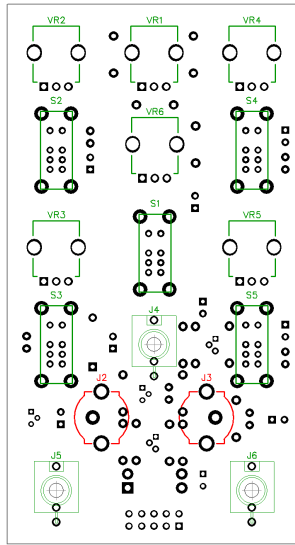 VR2 VR1 VR4
S2 VR6 S4
S1
VR3 VR5
S3 J4 S5
J2 J3
J5 J6